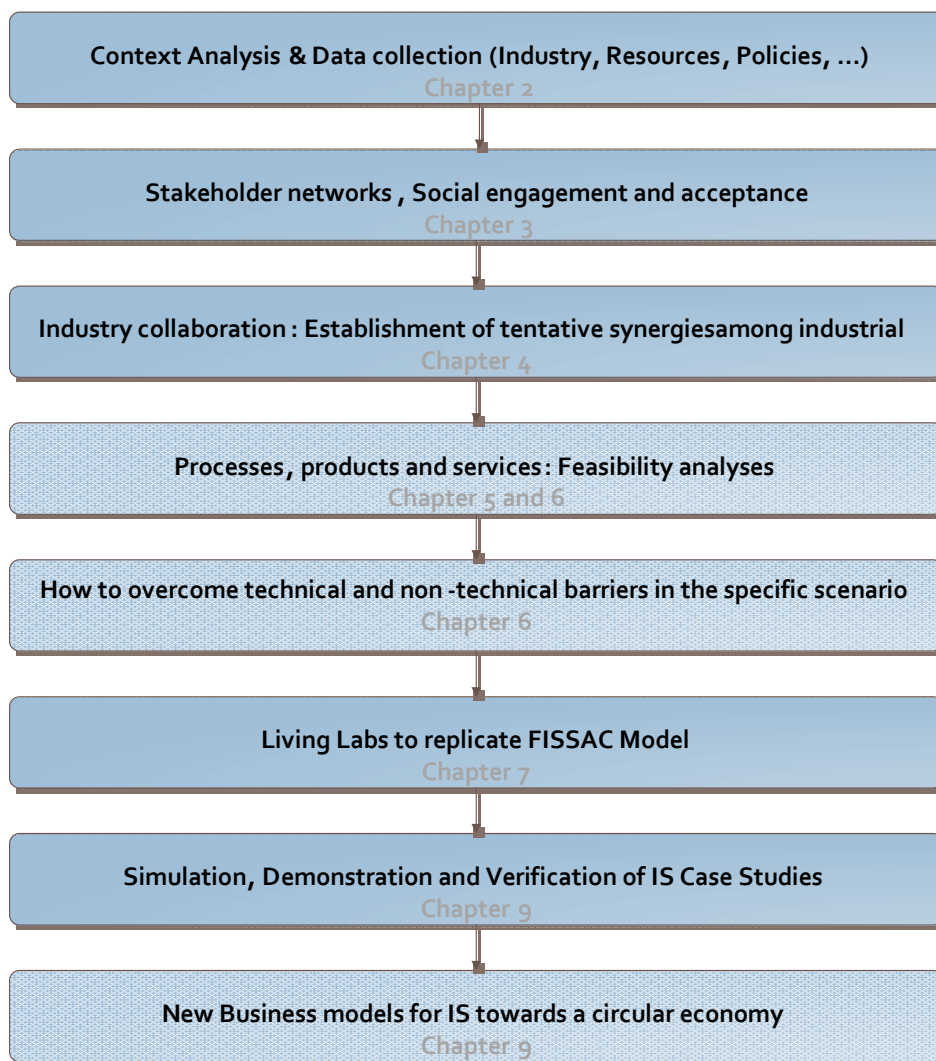 Context Analysis & Data collection (Industry, Resources, Policies, ...)
Chapter 2
Stakeholder networks , Social engagement and acceptance
Chapter 3
Industry collaboration : Establishment of tentative synergiesamong industrial
Chapter 4
Processes, products and services : Feasibility analyses
Chapter 5 and 6
How to overcome technical and non -technical barriers in the specific scenario
Chapter 6
Living Labs to replicate FISSAC Model
Chapter 7
Simulation, Demonstration and Verification of IS Case Studies
Chapter 9
New Business models for IS towards a circular economy
Chapter 9